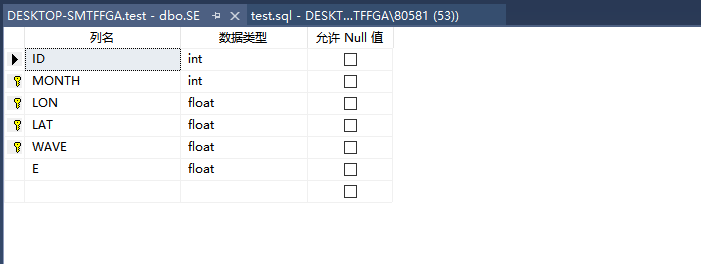 DESKTOP-SMTFFGA.test - dbo.SE test.sql - DESKT...TFFGA\80581 (53))
列名 数据类型 允许 Null 值
ID int
MONTH int
LON float
LAT float
WAVE float
E float